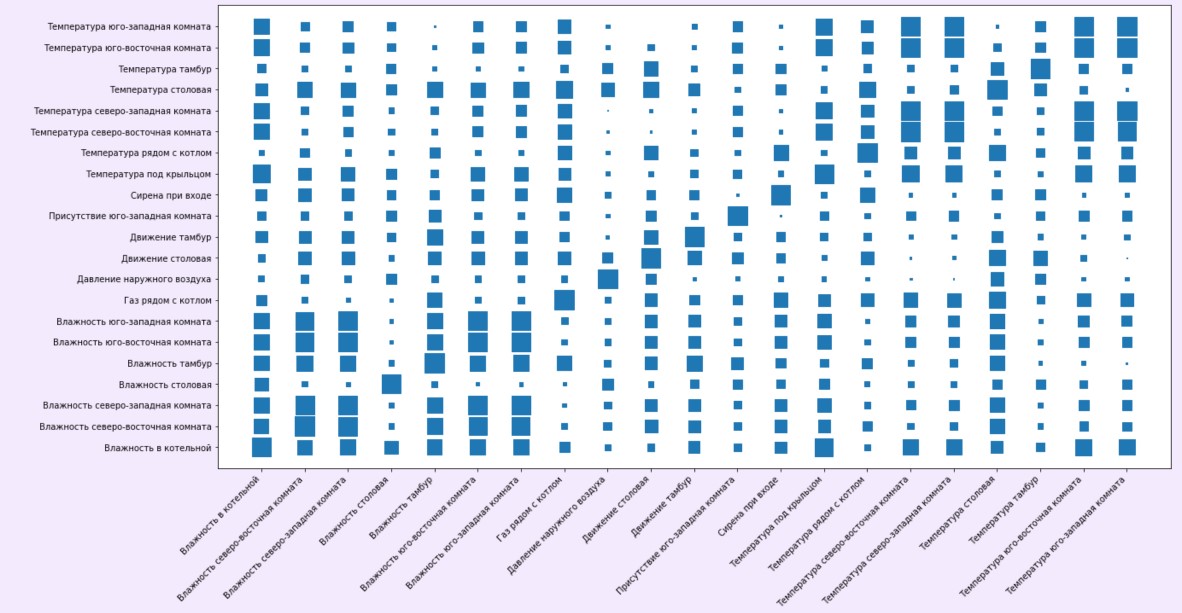 Температура юго-западная комната
Температура юго-восточная комната
Температура тамбур
Температура столовая
Температура северо-западная комната
Температура северо-восточная комната
Температура рядом с котлом
Температура под крыльцом
Сирена при входе
Присутствие юго-западная комната
Движение тамбур
Движение столовая
Давление наружного воздуха
Газ рядом с котлом
Влажность юго-западная комната
Влажность юго-восточная комната
Влажность тамбур
Влажность столовая
Влажность северо-западная комната
Влажность северо-восточная комната
Влажность в котельной
Влажность в котельной
Влажность северо-восточная комната
Влажность северо-западная комната
Влажность столовая
Влажность тамбур
Влажность юго-восточная комната
Влажность юго-западная комната
Газ рядом с котлом
Давление наружного воздуха
Движение столовая
Движение тамбур
Присутствие юго-западная комната
Сирена при входе
Температура под крыльцом
Температура рядом с котлом
Температура северо-восточная комната
Температура северо-западная комната
Температура столовая
Температура тамбур
Температура юго-восточная комната
Температура юго-западная комната